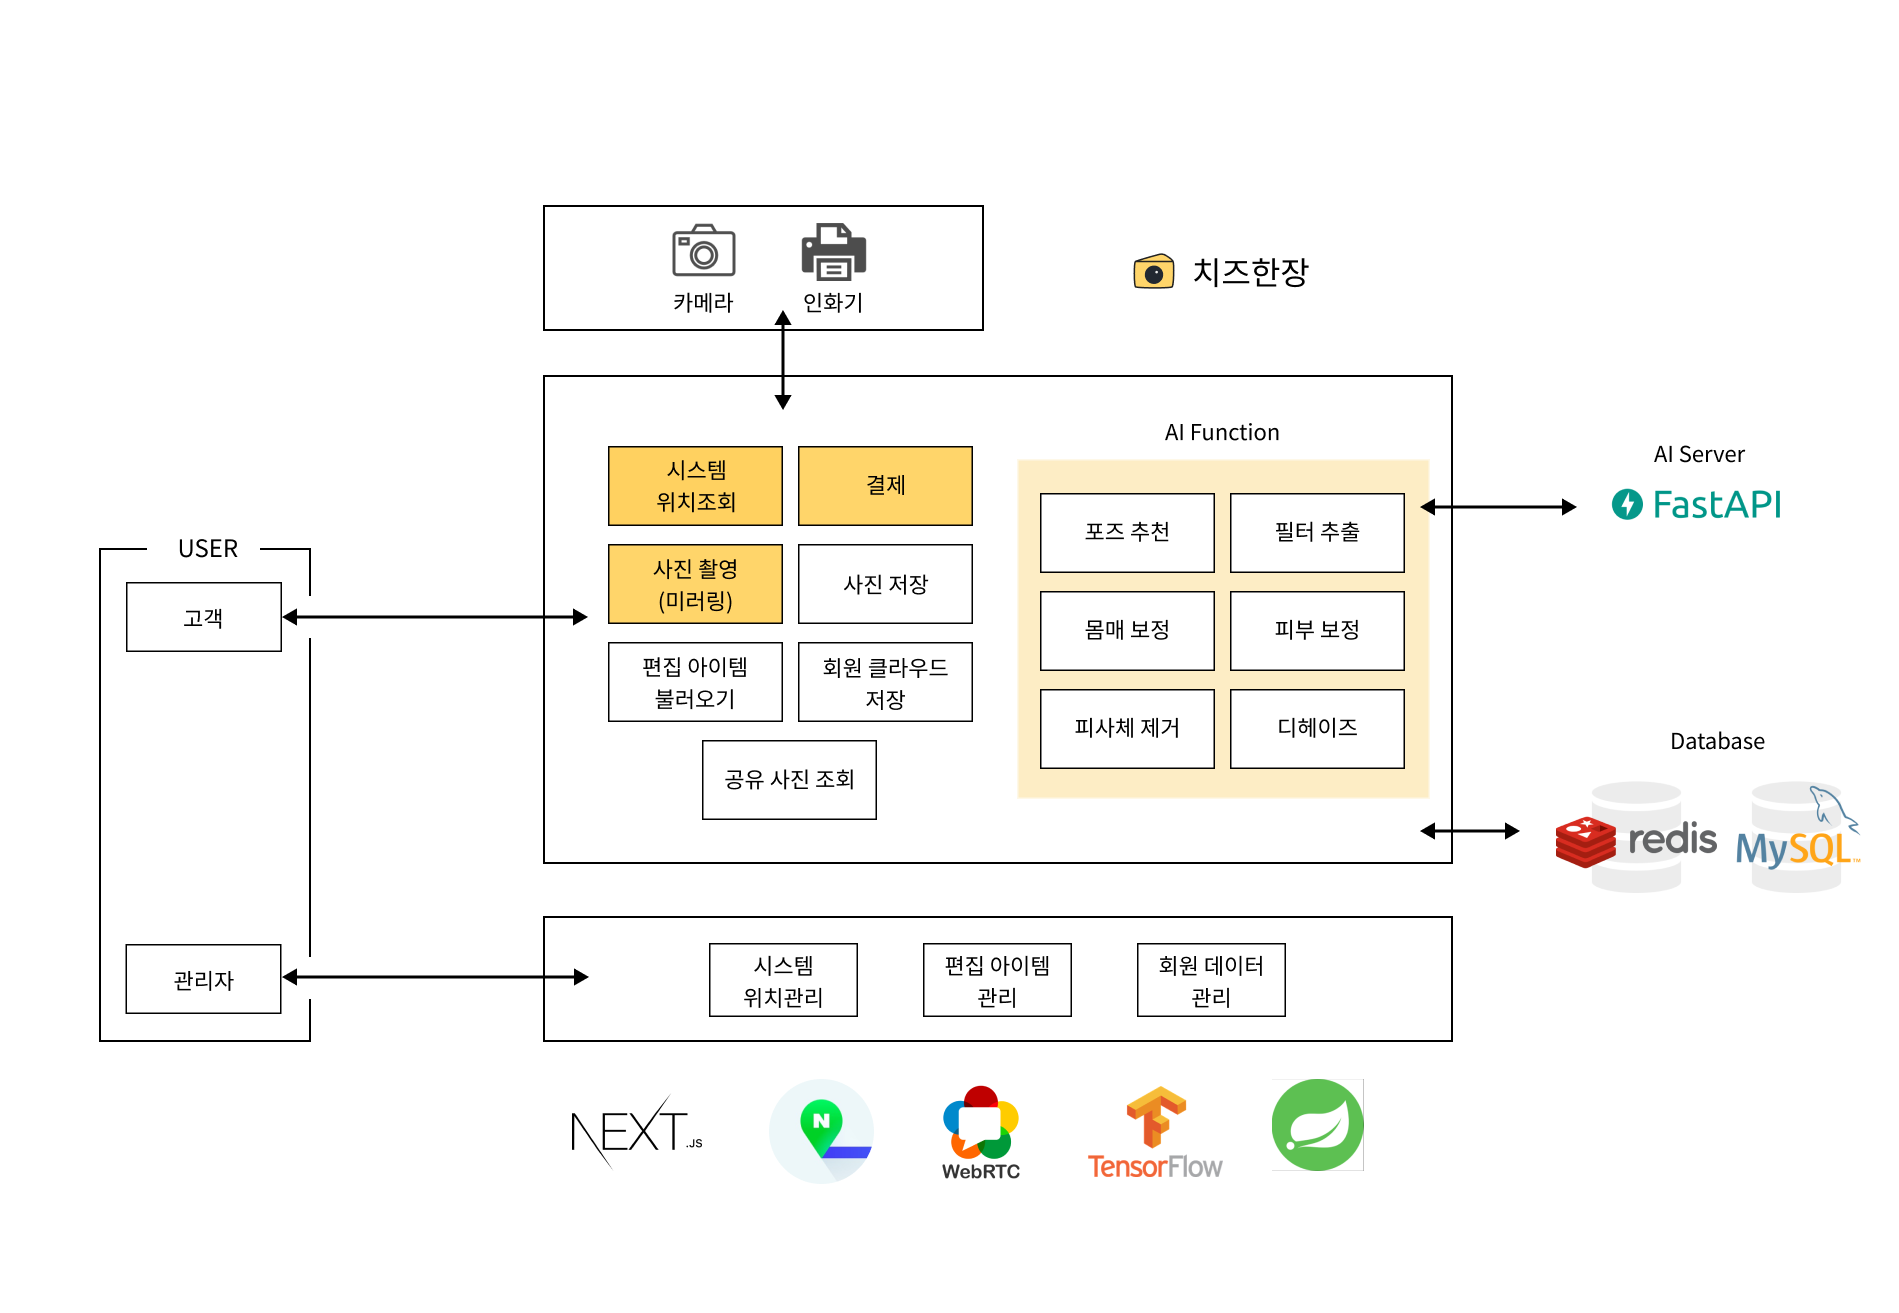 카메라
인화기
치즈한장
AI Function
시스템
위치조회
결제
사진 촬영
(미러링)
사진 저장
편집 아이템
불러오기
회원 클라우드
저장
공유 사진 조회
포즈 추천
필터 추출
몸매 보정
피부 보정
피사체 제거
디헤이즈
AI Server
FastAPI
Database
redis
MySQL™
USER
고객
관리자
시스템
위치관리
편집 아이템
관리
회원 데이터
관리
NEXT.JS
N
WebRTC
TensorFlow